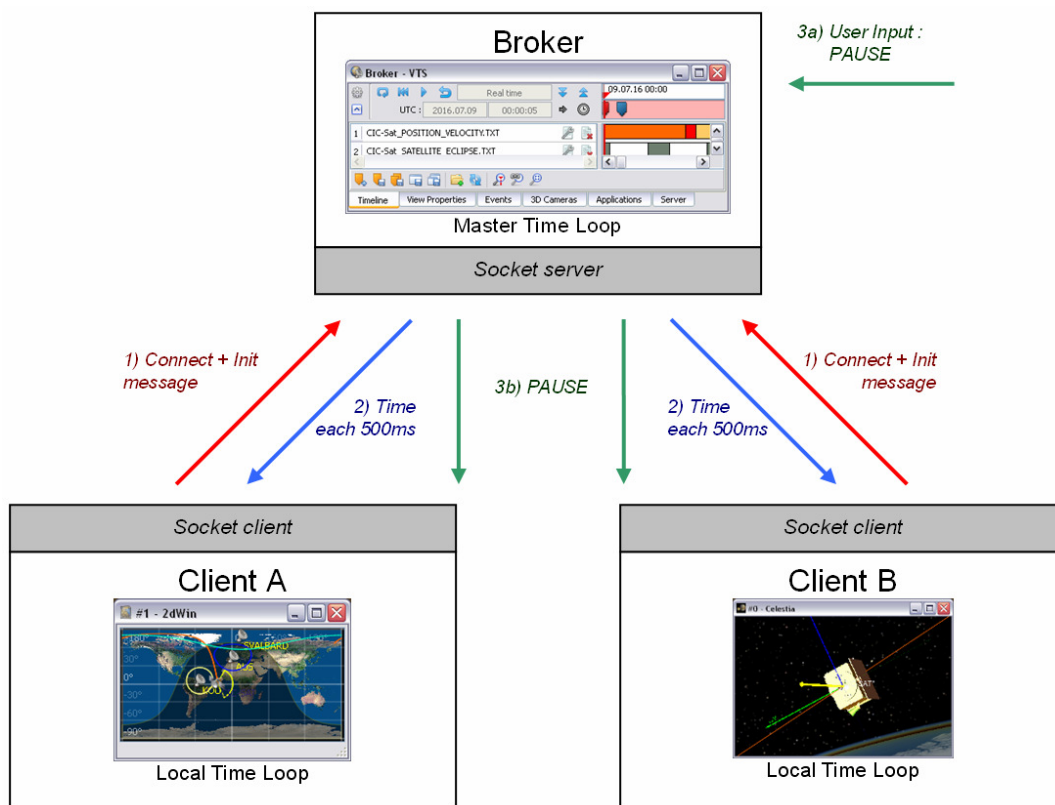 Broker
3a) User Input :
PAUSE
Broker - VTS
Real time
09.07.16 00:00
UTC : 2016.07.09 00:00:05
1 CIC-Sat_POSITION_VELOCITY.TXT
2 CIC-Sat SATELLITE ECLIPSE.TXT
Timeline View Properties Events 3D Cameras Applications Server
Master Time Loop
Socket server
1) Connect + Init
message
2) Time
each 500ms
3b) PAUSE
2) Time
each 500ms
1) Connect + Init
message
Socket client
Client A
#1 - 2dWin
SVALBARD
30°
0°
-30°
-60°
-90°
Local Time Loop
Socket client
Client B
#0 - Celestia
Local Time Loop